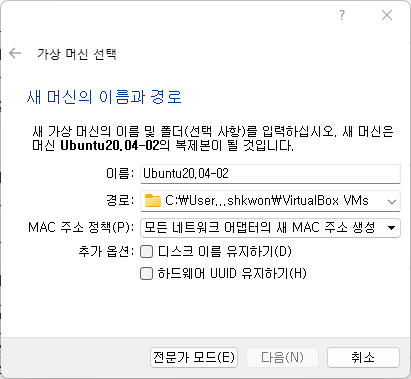 ?
가상 머신 선택
새 머신의 이름과 경로
새 가상 머신의 이름 및 폴더(선택 사항)를 입력하십시오. 새 머신은
머신 Ubuntu20.04-02의 복제본이 될 것입니다.
이름: Ubuntu20.04-02
경로: C:₩User...shkwon₩VirtualBox VMs
MAC 주소 정책(P): 모든 네트워크 어댑터의 새 MAC 주소 생성
추가 옵션: 디스크 이름 유지하기(D)
하드웨어 UUID 유지하기(H)
전문가 모드(E) 다음(N) 취소